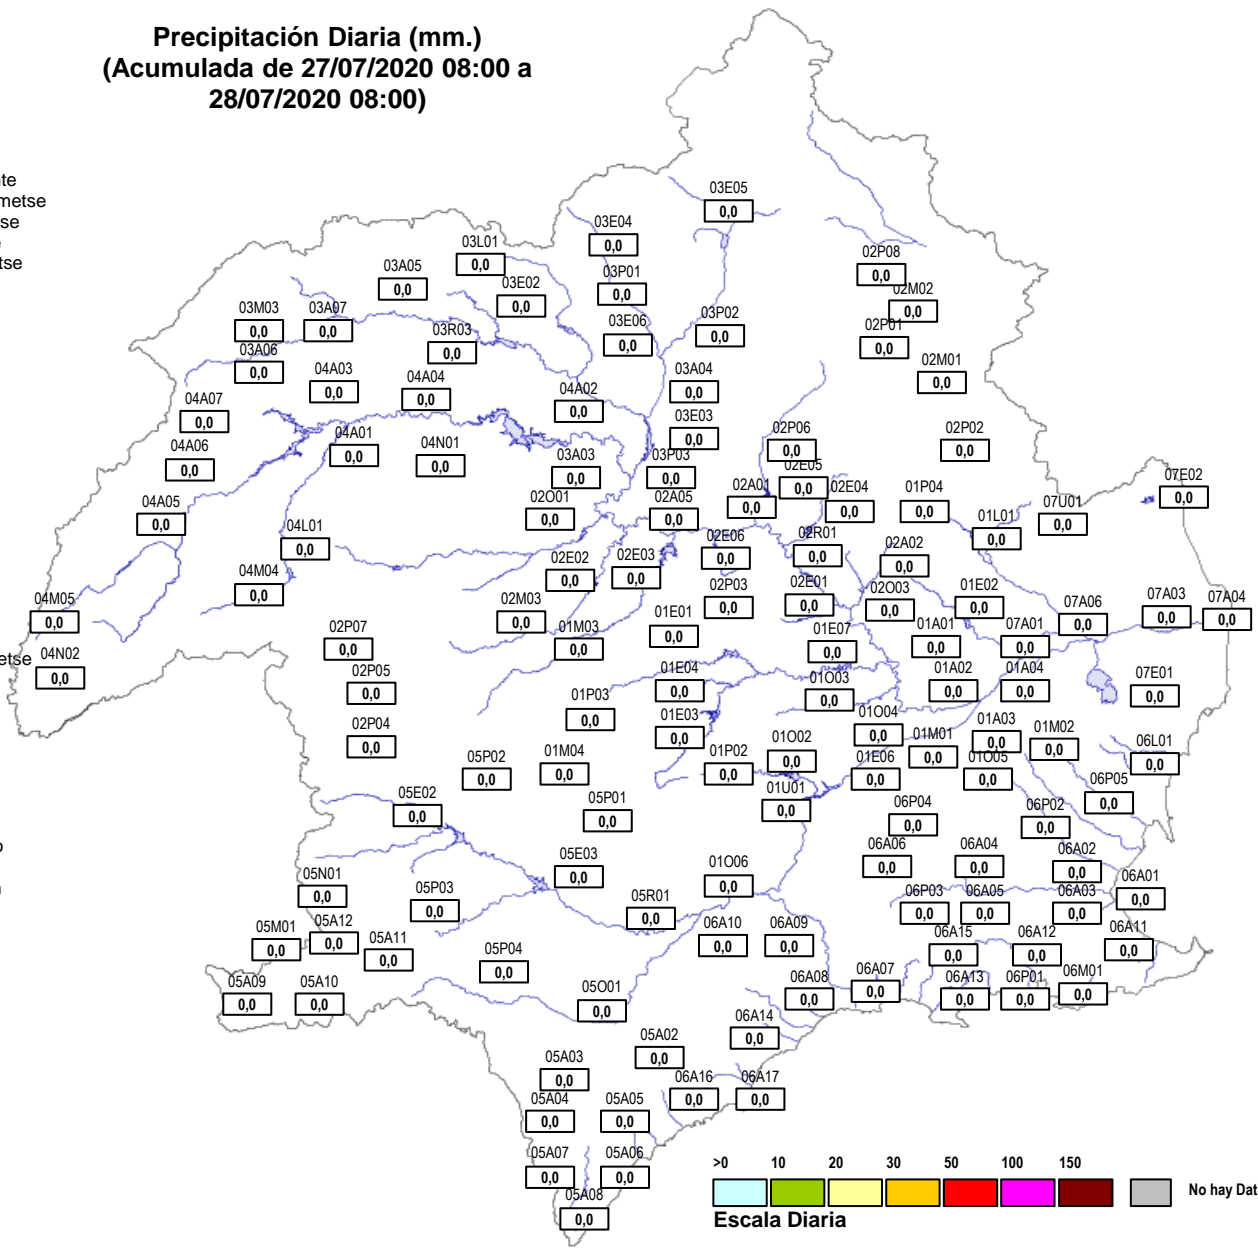 Precipitación Diaria (mm.)
(Acumulada de 27/07/2020 08:00 a
28/07/2020 08:00)
te
metse
se
tse
etse
03E05
0,0
03E04
0,0
03L01
0,0
02P08
0,0
03A05
0,0
03P01
0,0
03E02
0,0
02M02
0,0
03M03
0,0
03A07
0,0
03E06
0,0
03P02
0,0
02P01
0,0
03R03
0,0
03A06
0,0
02M01
0,0
04A03
0,0
04A04
0,0
03A04
0,0
04A02
0,0
04A07
0,0
03E03
0,0
02P06
0,0
02P02
0,0
04A01
0,0
04N01
0,0
04A06
0,0
03A03
0,0
03P03
0,0
02E05
0,0
07E02
0,0
02A01
0,0
02E04
0,0
01P04
0,0
02O01
0,0
02A05
0,0
04A05
0,0
07U01
0,0
01L01
0,0
04L01
0,0
02E06
0,0
02R01
0,0
02A02
0,0
02E02
0,0
02E03
0,0
04M04
0,0
02P03
0,0
02E01
0,0
02O03
0,0
01E02
0,0
07A03
0,0
07A04
0,0
04M05
0,0
02M03
0,0
07A06
0,0
01E01
0,0
02P07
0,0
01M03
0,0
01E07
0,0
01A01
0,0
07A01
0,0
04N02
0,0
02P05
0,0
01E04
0,0
01O03
0,0
01A02
0,0
01A04
0,0
07E01
0,0
01P03
0,0
02P04
0,0
01E03
0,0
01O04
0,0
01A03
0,0
01M02
0,0
01M01
0,0
06L01
0,0
05P02
0,0
01M04
0,0
01P02
0,0
01O02
0,0
01E06
0,0
01O05
0,0
05E02
0,0
05P01
0,0
01U01
0,0
06P05
0,0
06P04
0,0
06P02
0,0
05E03
0,0
06A06
0,0
06A04
0,0
06A02
0,0
05N01
0,0
01O06
0,0
06A01
0,0
05P03
0,0
05R01
0,0
06P03
0,0
06A05
0,0
06A03
0,0
05M01
0,0
05A12
0,0
05A11
0,0
06A10
0,0
06A09
0,0
06A15
0,0
06A12
0,0
06A11
0,0
05P04
0,0
05A09
0,0
05A10
0,0
05O01
0,0
06A08
0,0
06A07
0,0
06A13
0,0
06P01
0,0
06M01
0,0
06A14
0,0
05A02
0,0
05A03
0,0
06A16
0,0
06A17
0,0
05A04
0,0
05A05
0,0
05A07
0,0
05A06
0,0
05A08
0,0
>0 10 20 30 50 100 150
No hay Dat
Escala Diaria